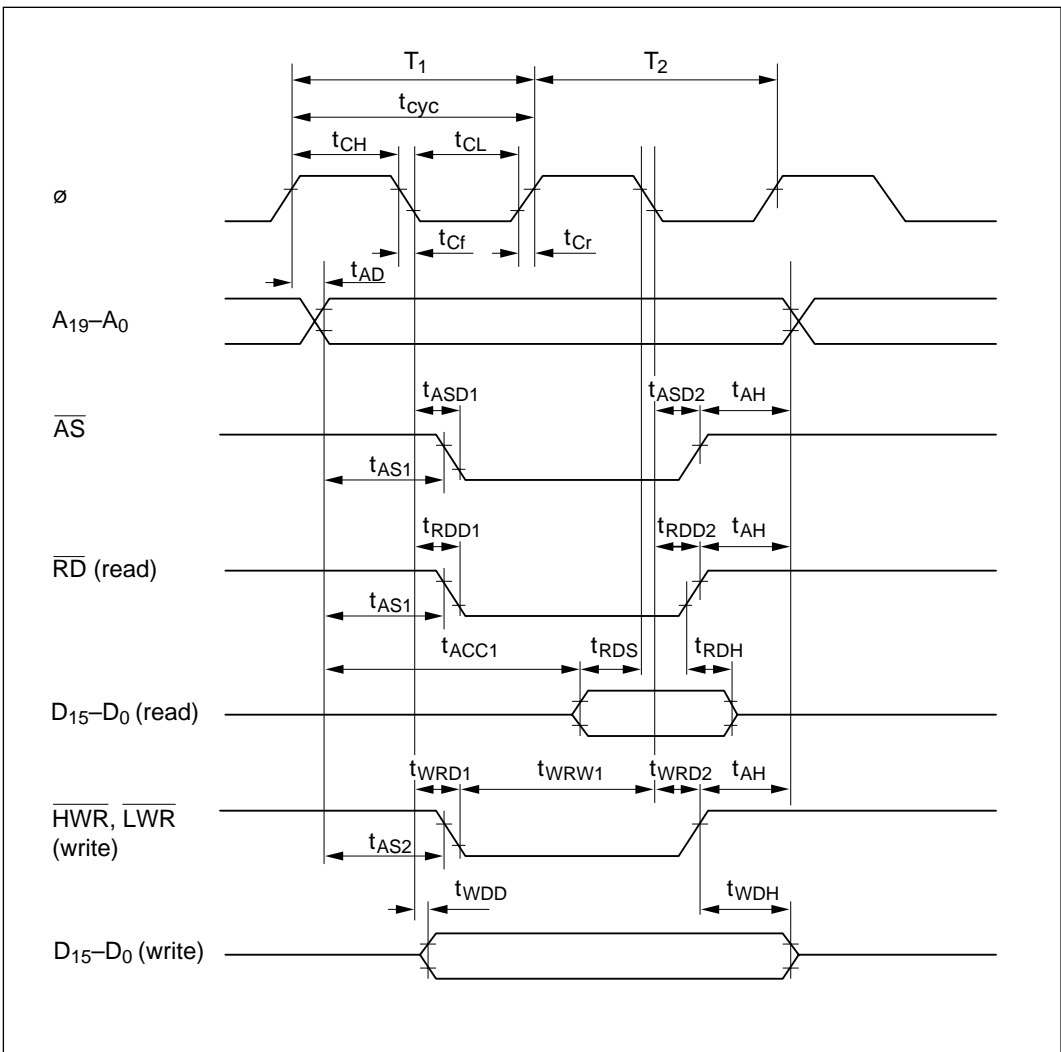 T1 T2
tcyc
tCH tCL
ø
tCf tCr
tAD
A19–A0
tASD1 tASD2 tAH
AS
tAS1
tRDD1 tRDD2 tAH
RD (read)
tAS1
tACC1 tRDS tRDH
D15–D0 (read)
tWRD1 tWRW1 tWRD2 tAH
HWR, LWR
(write)
tAS2
tWDD tWDH
D15–D0 (write)